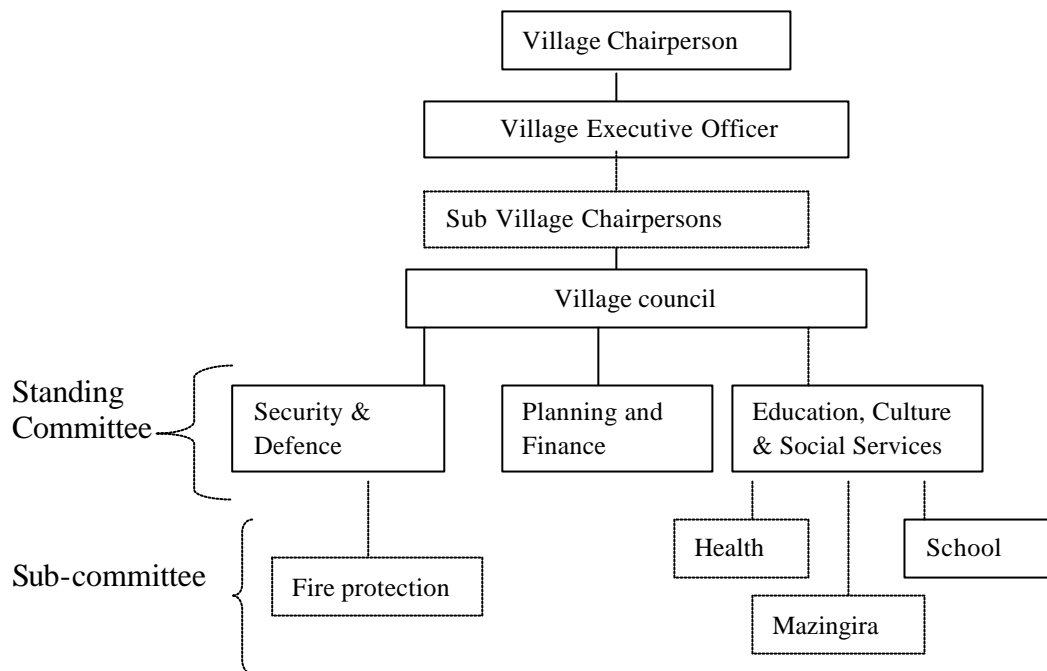 Village Chairperson
Village Executive Officer
Sub Village Chairpersons
Village council
Standing
Committee
Security &
Defence
Planning and
Finance
Education, Culture
& Social Services
Sub-committee
Fire protection
Health
School
Mazingira